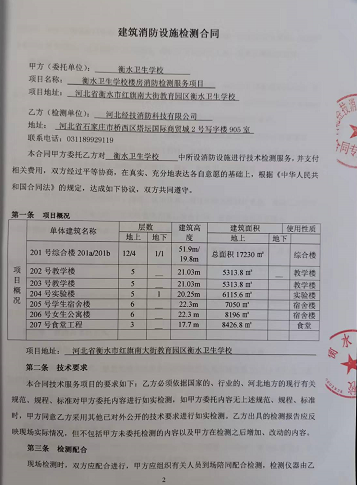 建筑消防设施检测合同
甲方（委托单位）： 衡水卫生学校
项目名称： 衡水卫生学校楼房消防检测服务项目
项目地址： 河北省衡水市红旗南大街教育园区衡水卫生学校
乙方（检测单位）： 河北经技消防科技有限公司
地址： 河北省石家庄市桥西区塔坛国际商贸城2号写字楼905室
联系电话：031189929119
本合同甲方委托乙方对 衡水卫生学校 中所设消防设施进行技术检测服务，并支付
相关费用，双方经过平等协商，在真实、充分地表达各自意愿的基础上，根据《中华人民共
和国合同法》的规定，达成如下协议，双方共同遵守。
第一条 项目概况
项目概况 单体建筑名称 层数 建筑高度 建筑面积 使用性质
地上 地下 地上 地下
201号综合楼201a/201b 12/4 1/1 51.9m/19.8m 总面积17230㎡ 综合楼
202号教学楼 5 __ 21.03m 5313.8㎡ __ 教学楼
203号教学楼 5 __ 21.03m 5313.8㎡ 教学楼
204号实验楼 5 1 20.25m 6115.6㎡ 实验楼
205号学生宿舍楼 6 __ 22.3m 7050㎡ 宿舍楼
206号女生公寓楼 6 __ 22.3m 8196㎡ 宿舍楼
207号食堂工程 3 __ 17.7m 8426.8㎡ 食堂
项目地址： 河北省衡水市红旗南大街教育园区衡水卫生学校
第二条 技术要求
本合同技术服务项目的要求如下：乙方必须依据国家的、行业的，河北地方的现行有关
规范、规程、标准对甲方委托内容进行如实检测，如甲方委托内容无上述规范、规程、标准
时，甲方同意乙方采用其他已对外公开的技术要求进行如实检测。乙方出具的检测报告应反
映现场实际情况，但不包括甲方未委托检测的内容以及甲方在检测之后增加、改动的内容。
第三条 检测配合
现场检测时，双方应配合进行，甲方应组织有关人员到场陪同配合检测，检测仪器由乙
2